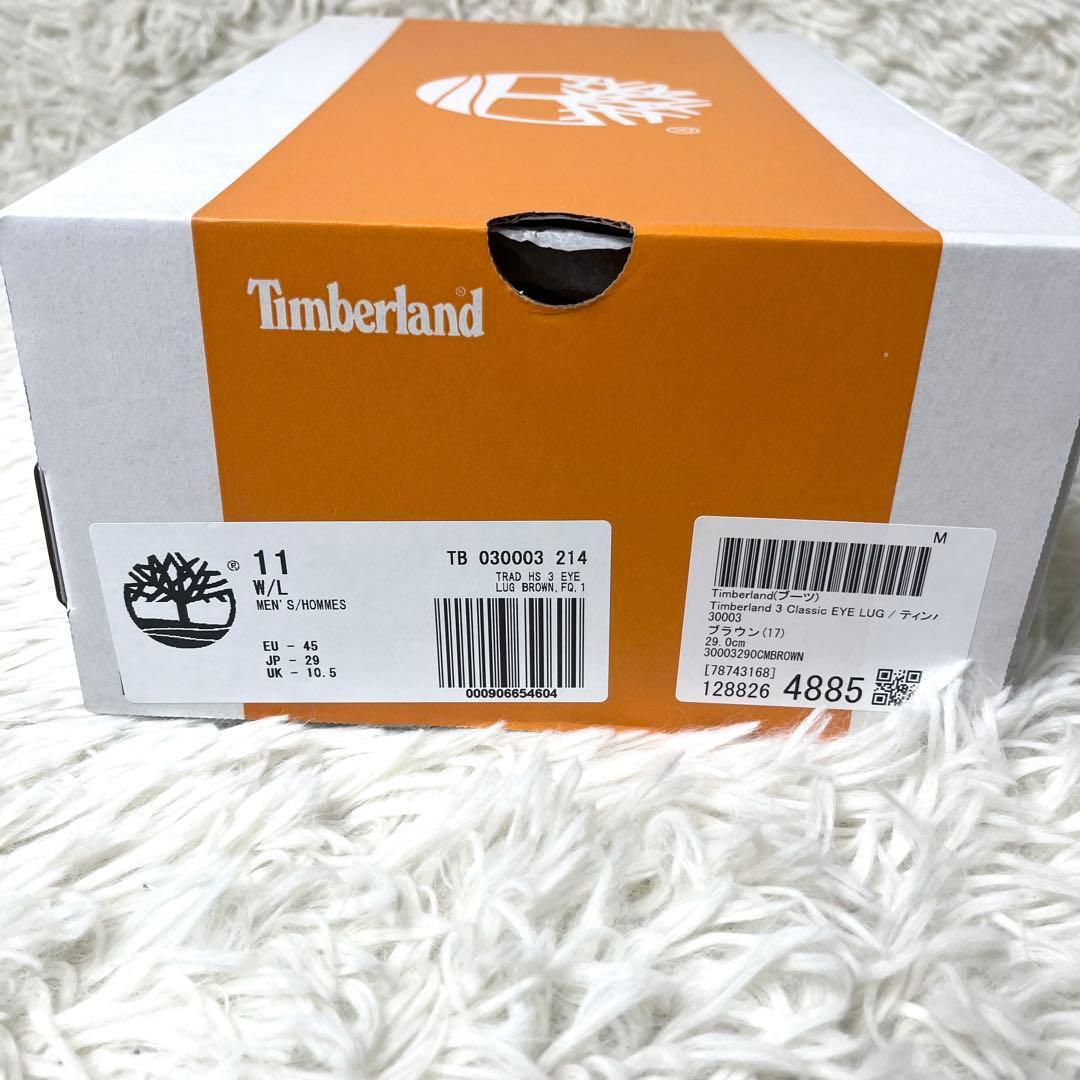 ®
Timberland®
® 11
W/L
MEN'S/HOMMES
EU - 45
JP - 29
UK - 10.5
TB 030003 214
TRAD HS 3 EYE
LUG BROWN,FQ,1
000906654604
M
Timberland(ブーツ)
Timberland 3 Classic EYE LUG / ティン
30003
ブラウン(17)
29.0cm
30003290CMBROWN
[78743168]
128826 4885